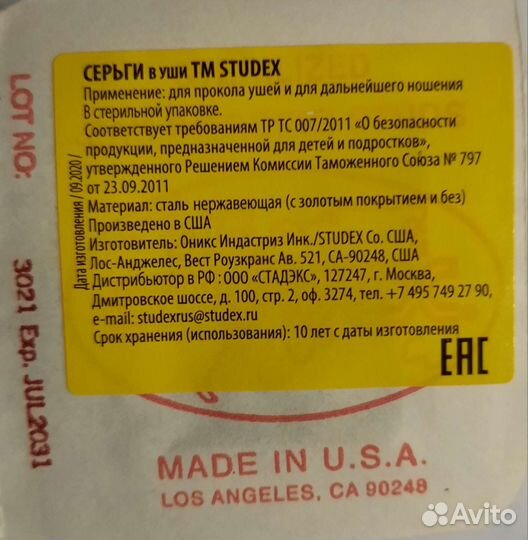 СЕРЬГИ в уши ТМ STUDEX
Применение: для прокола ушей и для дальнейшего ношения
В стерильной упаковке.
Соответствует требованиям ТР ТС 007/2011 «О безопасности
продукции, предназначенной для детей и подростков»,
утвержденного Решением Комиссии Таможенного Союза № 797
от 23.09.2011
Материал: сталь нержавеющая (с золотым покрытием и без)
Произведено в США
Изготовитель: Оникс Индастриз Инк./STUDEX Co. США,
Лос-Анджелес, Вест Роузкранс Ав. 521, CA-90248, США
Дистрибьютор в РФ : ООО «СТАДЭКС», 127247, г. Москва,
Дмитровское шоссе, д. 100, стр. 2, оф. 3274, тел. +7 495 749 27 90,
e-mail: studexrus@studex.ru
Срок хранения (использования): 10 лет с даты изготовления
EAC
Дата изготовления / 09.2020 /
LOT NO:
3021 Exp. JUL2031
MADE IN U.S.A.
LOS ANGELES, CA 90248
Avito